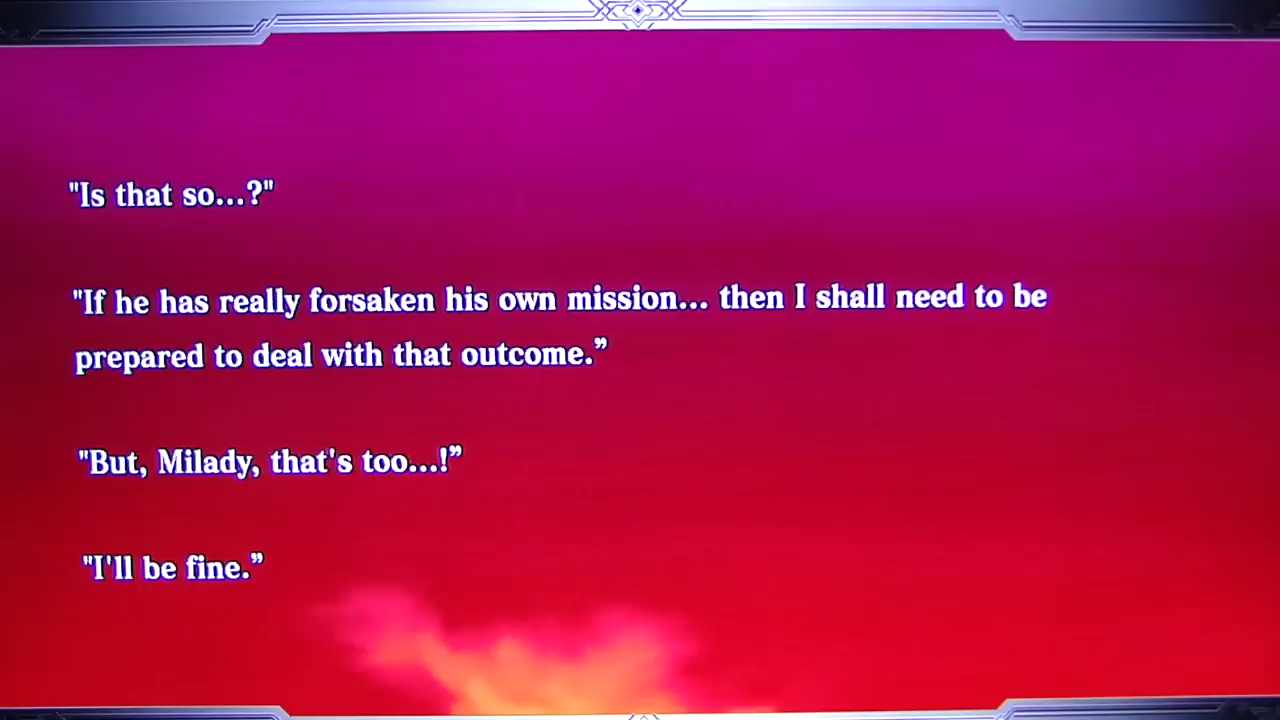 "Is that so...?"
"If he has really forsaken his own mission... then I shall need to be
prepared to deal with that outcome.”
"But, Milady, that's too...!”
"I'll be fine.”